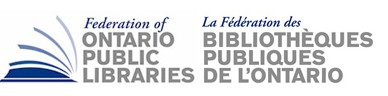 Federation of
ONTARIO
PUBLIC
LIBRARIES
La Fédération des
BIBLIOTHÈQUES
PUBLIQUES
DE L'ONTARIO